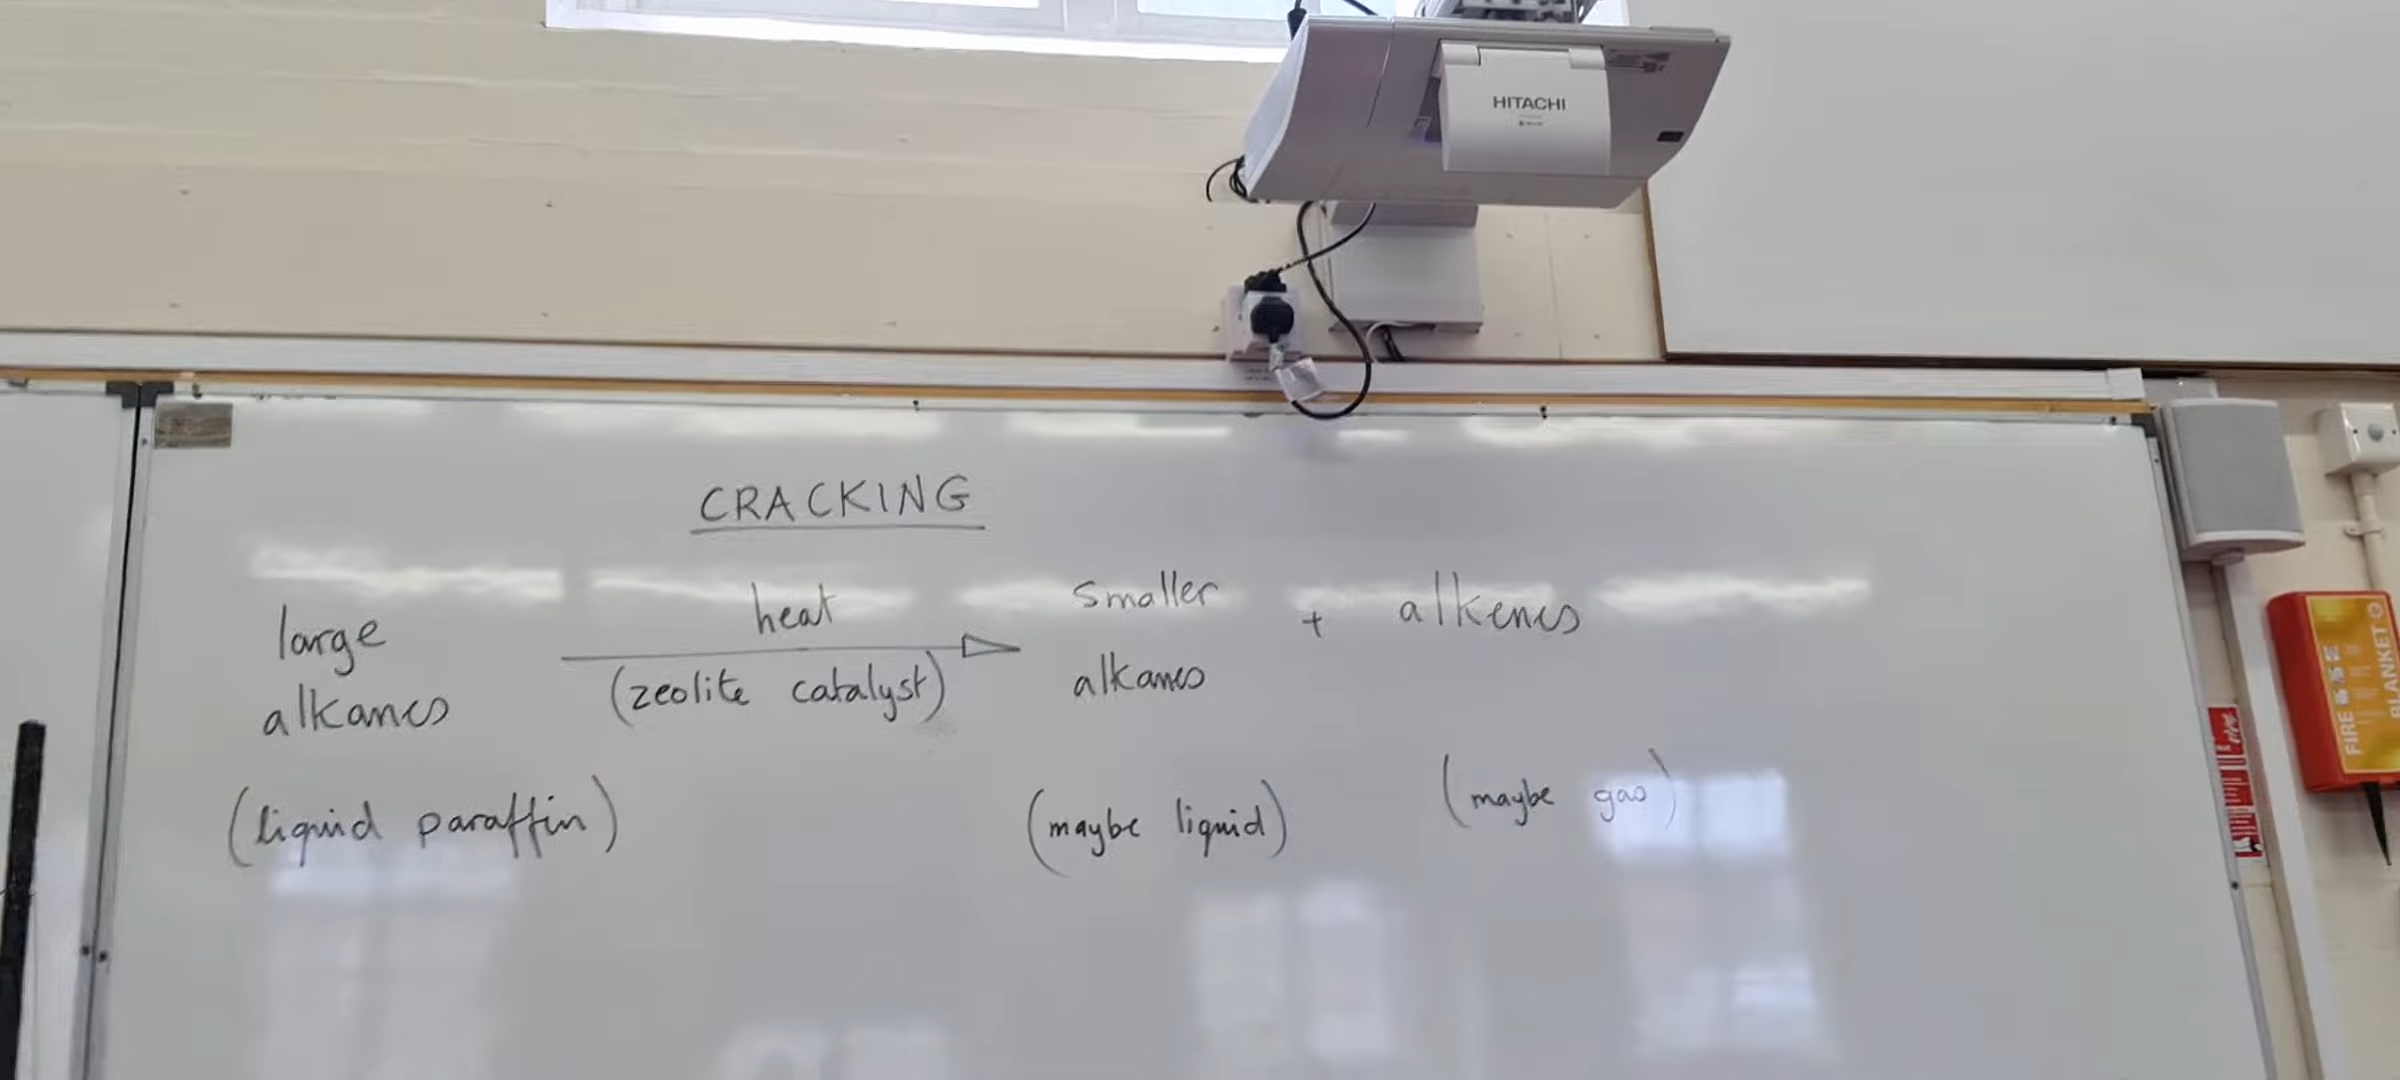 HITACHI
CRACKING
large
alkanes
heat
(zeolite catalyst)
smaller
alkanes
+ alkenes
(liquid paraffin)
(maybe liquid)
(maybe gas)
FIRE
BLANKET